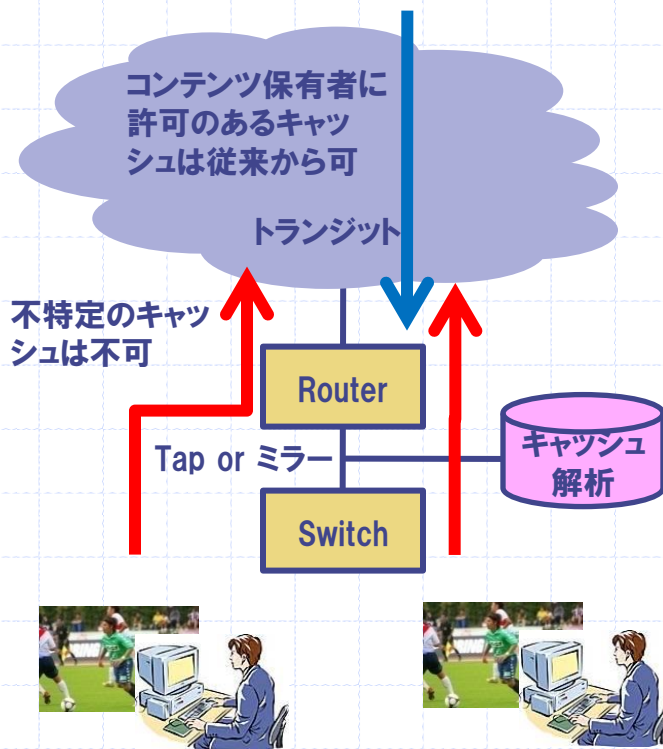 コンテンツ保有者に
許可のあるキャッ
シュは従来から可
トランジット
不特定のキャッ
シュは不可
Router
Tap or ミラー
キャッシュ
解析
Switch